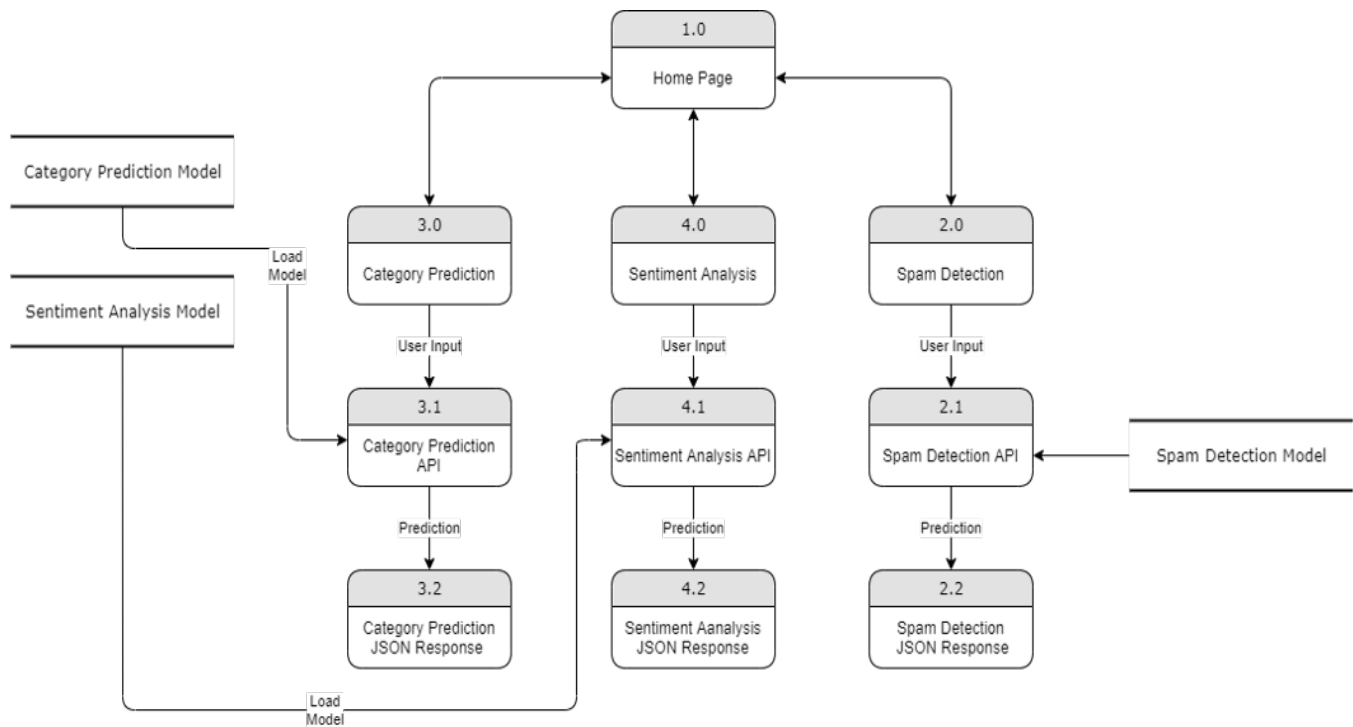 1.0
Home Page
Category Prediction Model
3.0
4.0
2.0
Load
Model
Category Prediction
Sentiment Analysis
Spam Detection
Sentiment Analysis Model
User Input
User Input
User Input
3.1
4.1
2.1
Category Prediction
API
Sentiment Analysis API
Spam Detection API
Spam Detection Model
Prediction
Prediction
Prediction
3.2
4.2
2.2
Category Prediction
JSON Response
Sentiment Aanalysis
JSON Response
Spam Detection
JSON Response
Load
Model